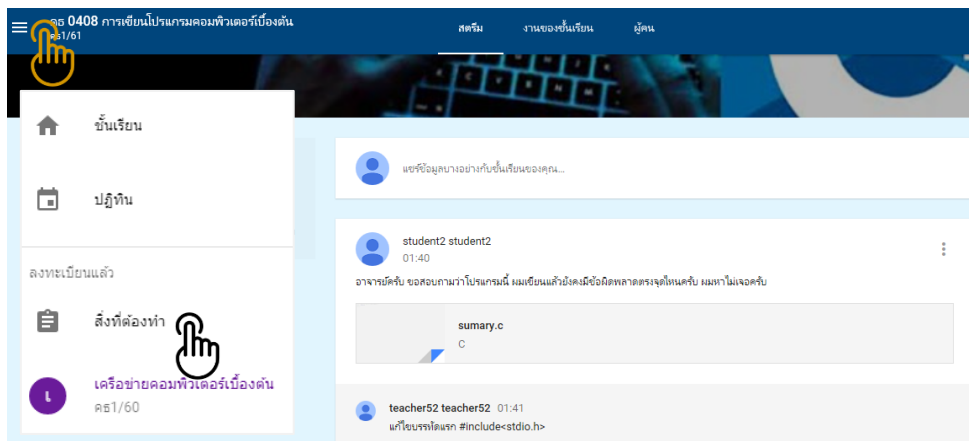 คธ 0408 การเขียนโปรแกรมคอมพิวเตอร์เบื้องต้น
คธ1/61
สตรีม
งานของชั้นเรียน
ผู้คน
ชั้นเรียน
ปฏิทิน
ลงทะเบียนแล้ว
สิ่งที่ต้องทำ
เ
เครือข่ายคอมพิวเตอร์เบื้องต้น
คธ1/60
แชร์ข้อมูลบางอย่างกับชั้นเรียนของคุณ...
student2 student2
01:40
อาจารย์ครับ ขอสอบถามว่าโปรแกรมนี้ ผมเขียนแล้วยังคงมีข้อผิดพลาดตรงจุดไหนครับ ผมหาไม่เจอครับ
sumary.c
C
teacher52 teacher52 01:41
แก้ไขบรรทัดแรก #include<stdio.h>